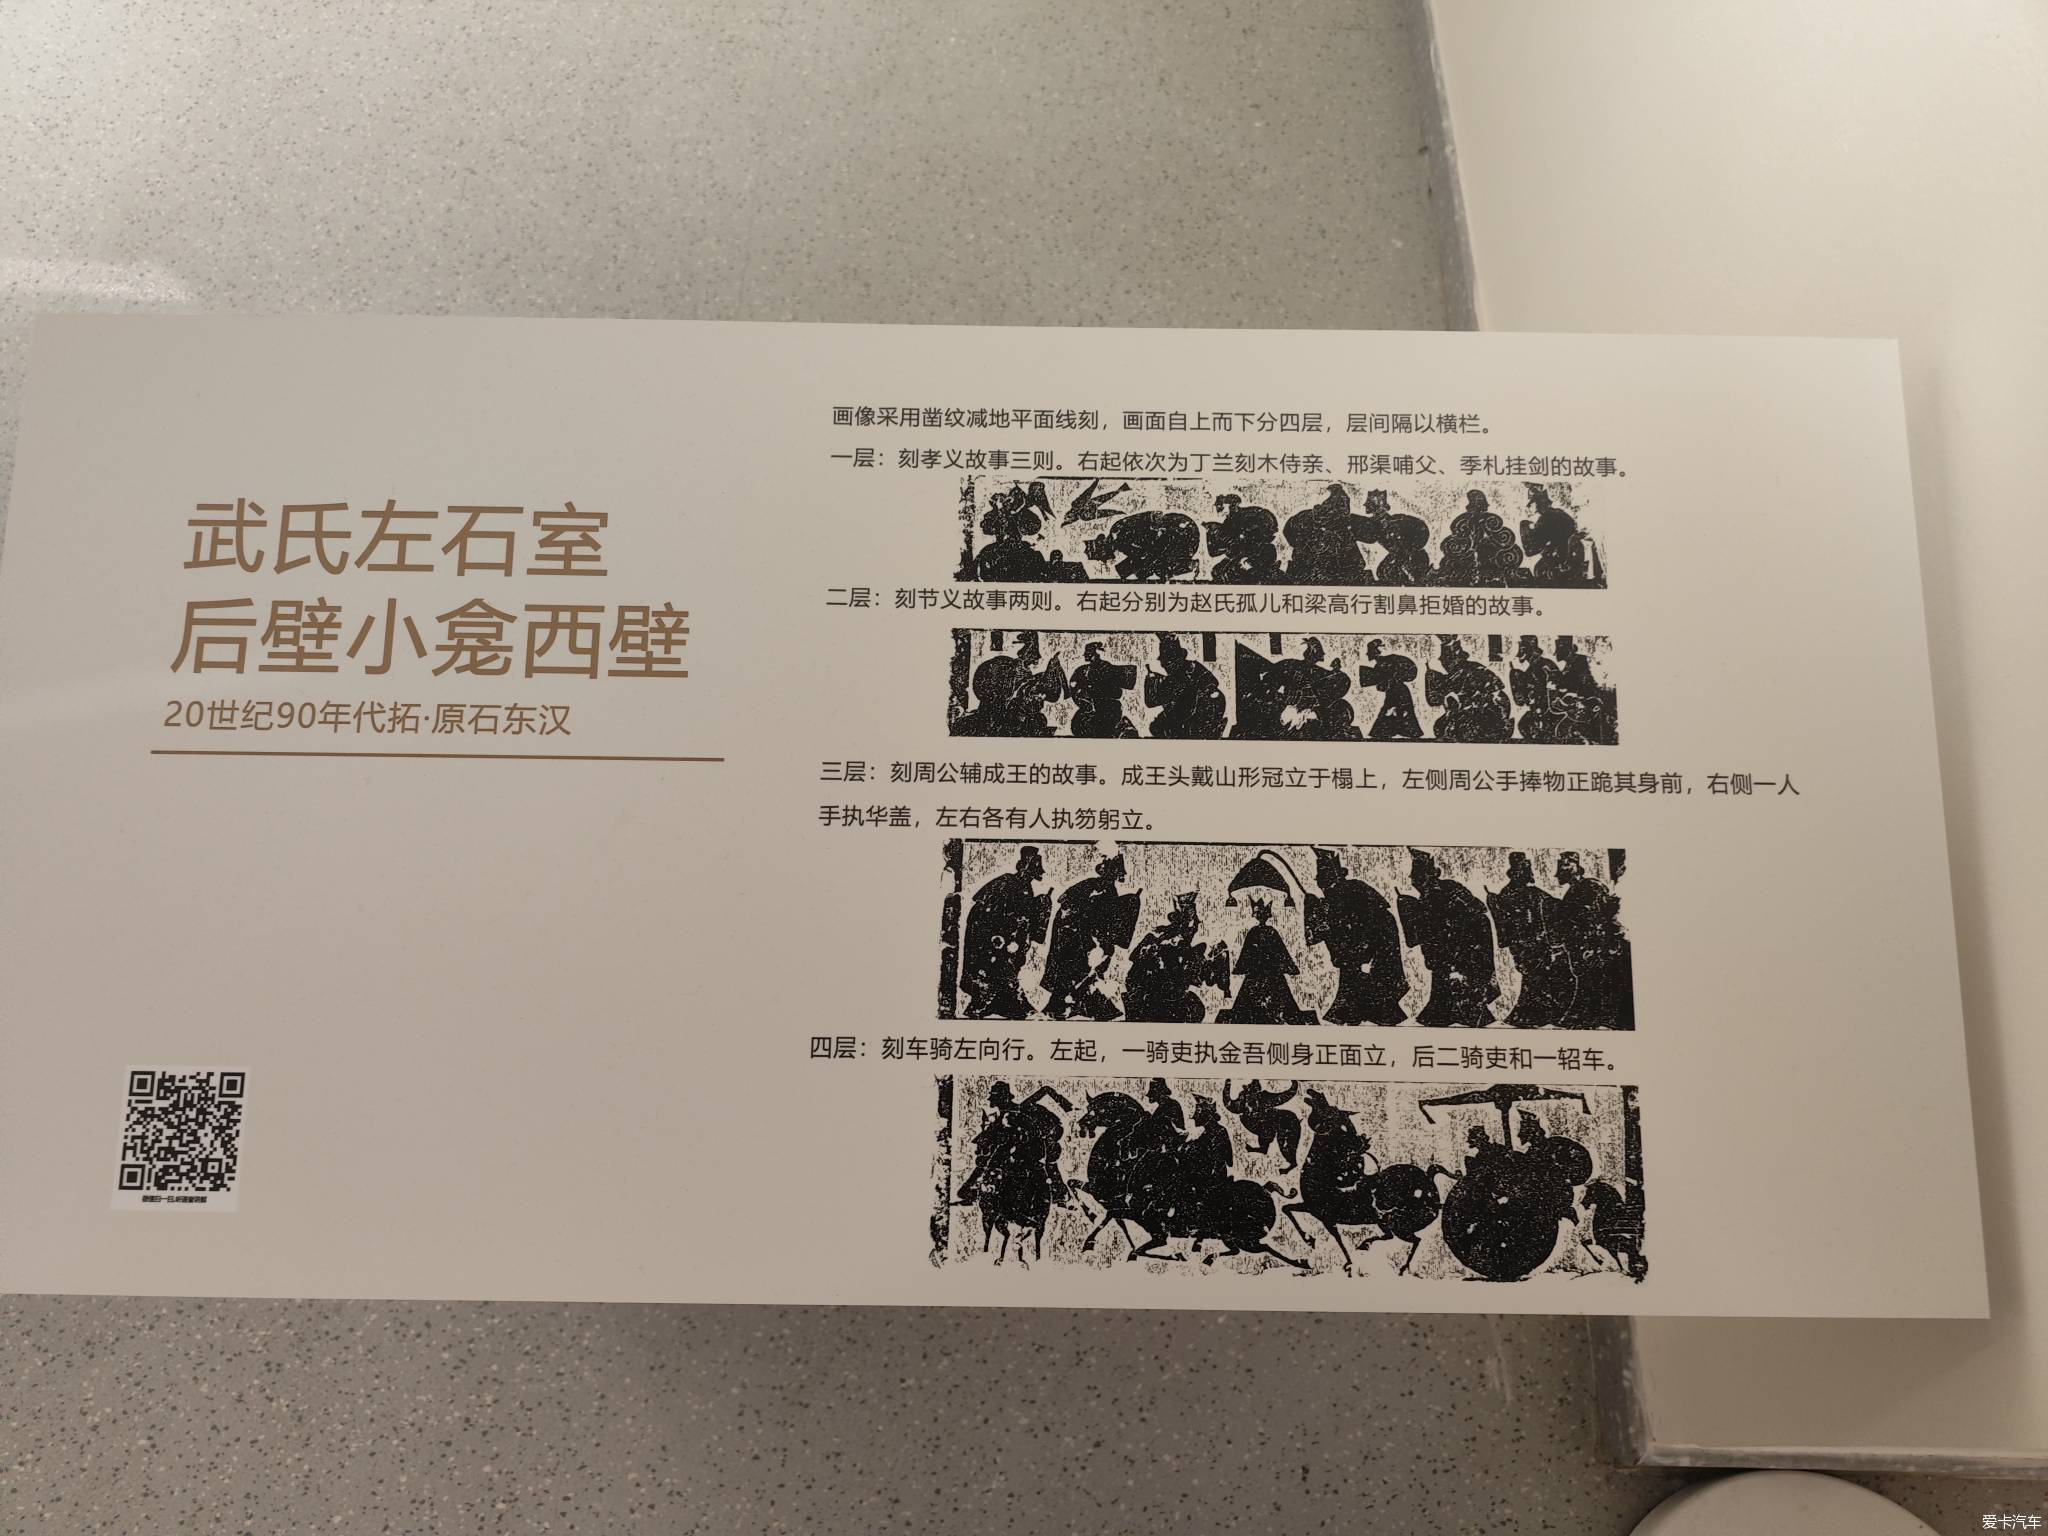 武氏左石室
后壁小龛西壁
20世纪90年代拓·原石东汉
画像采用凿纹减地平面线刻，画面自上而下分四层，层间隔以横栏。
一层：刻孝义故事三则。右起依次为丁兰刻木侍亲、邢渠哺父、季札挂剑的故事。
二层：刻节义故事两则。右起分别为赵氏孤儿和梁高行割鼻拒婚的故事。
三层：刻周公辅成王的故事。成王头戴山形冠立于榻上，左侧周公手捧物正跪其身前，右侧一人
手执华盖，左右各有人执笏躬立。
四层：刻车骑左向行。左起，一骑吏执金吾侧身正面立，后二骑吏和一轺车。
微信扫一扫,听语音讲解
爱卡汽车